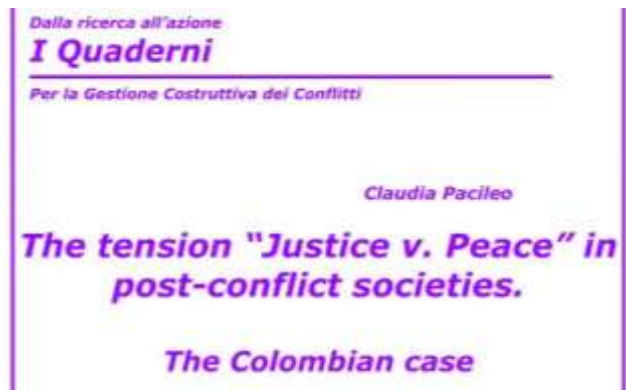 Dalla ricerca all'azione
I Quaderni
Per la Gestione Costruttiva dei Conflitti
Claudia Pacileo
The tension "Justice v. Peace" in
post-conflict societies.
The Colombian case